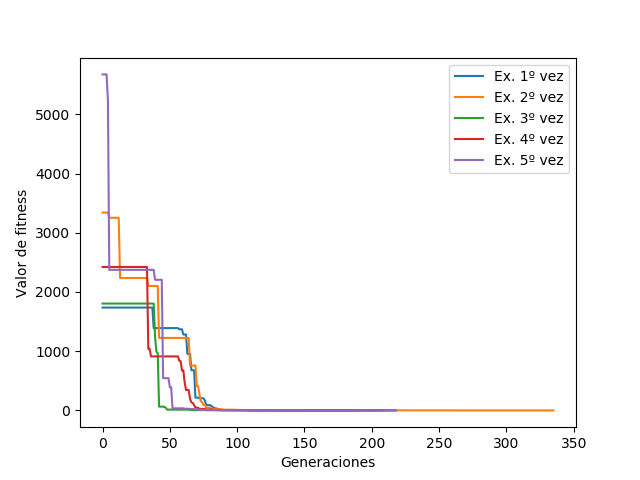 Ex. 1º vez
Ex. 2º vez
Ex. 3º vez
Ex. 4º vez
Ex. 5º vez
Valor de fitness
5000
4000
3000
2000
1000
0
0 50 100 150 200 250 300 350
Generaciones